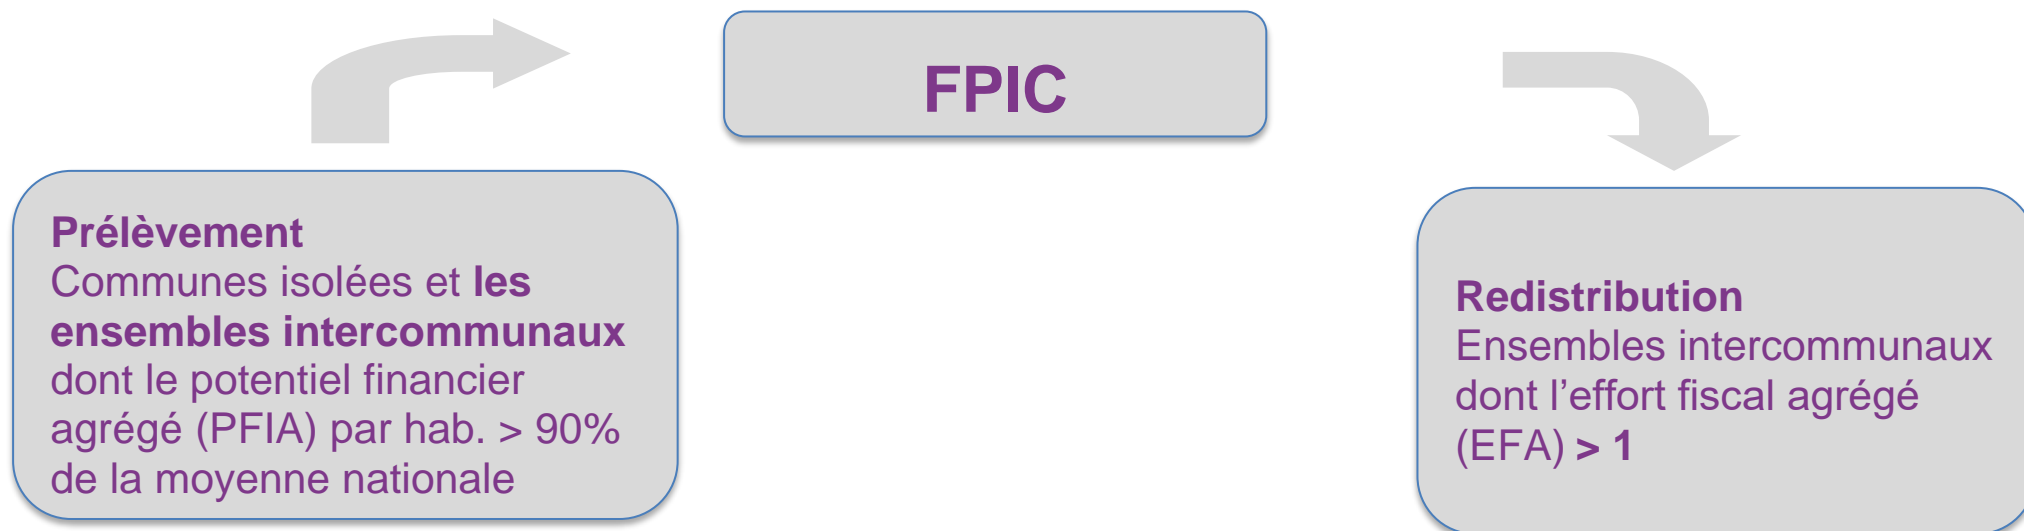 FPIC
Prélèvement
Communes isolées et les
ensembles intercommunaux
dont le potentiel financier
agrégé (PFIA) par hab. > 90%
de la moyenne nationale
Redistribution
Ensembles intercommunaux
dont l’effort fiscal agrégé
(EFA) > 1